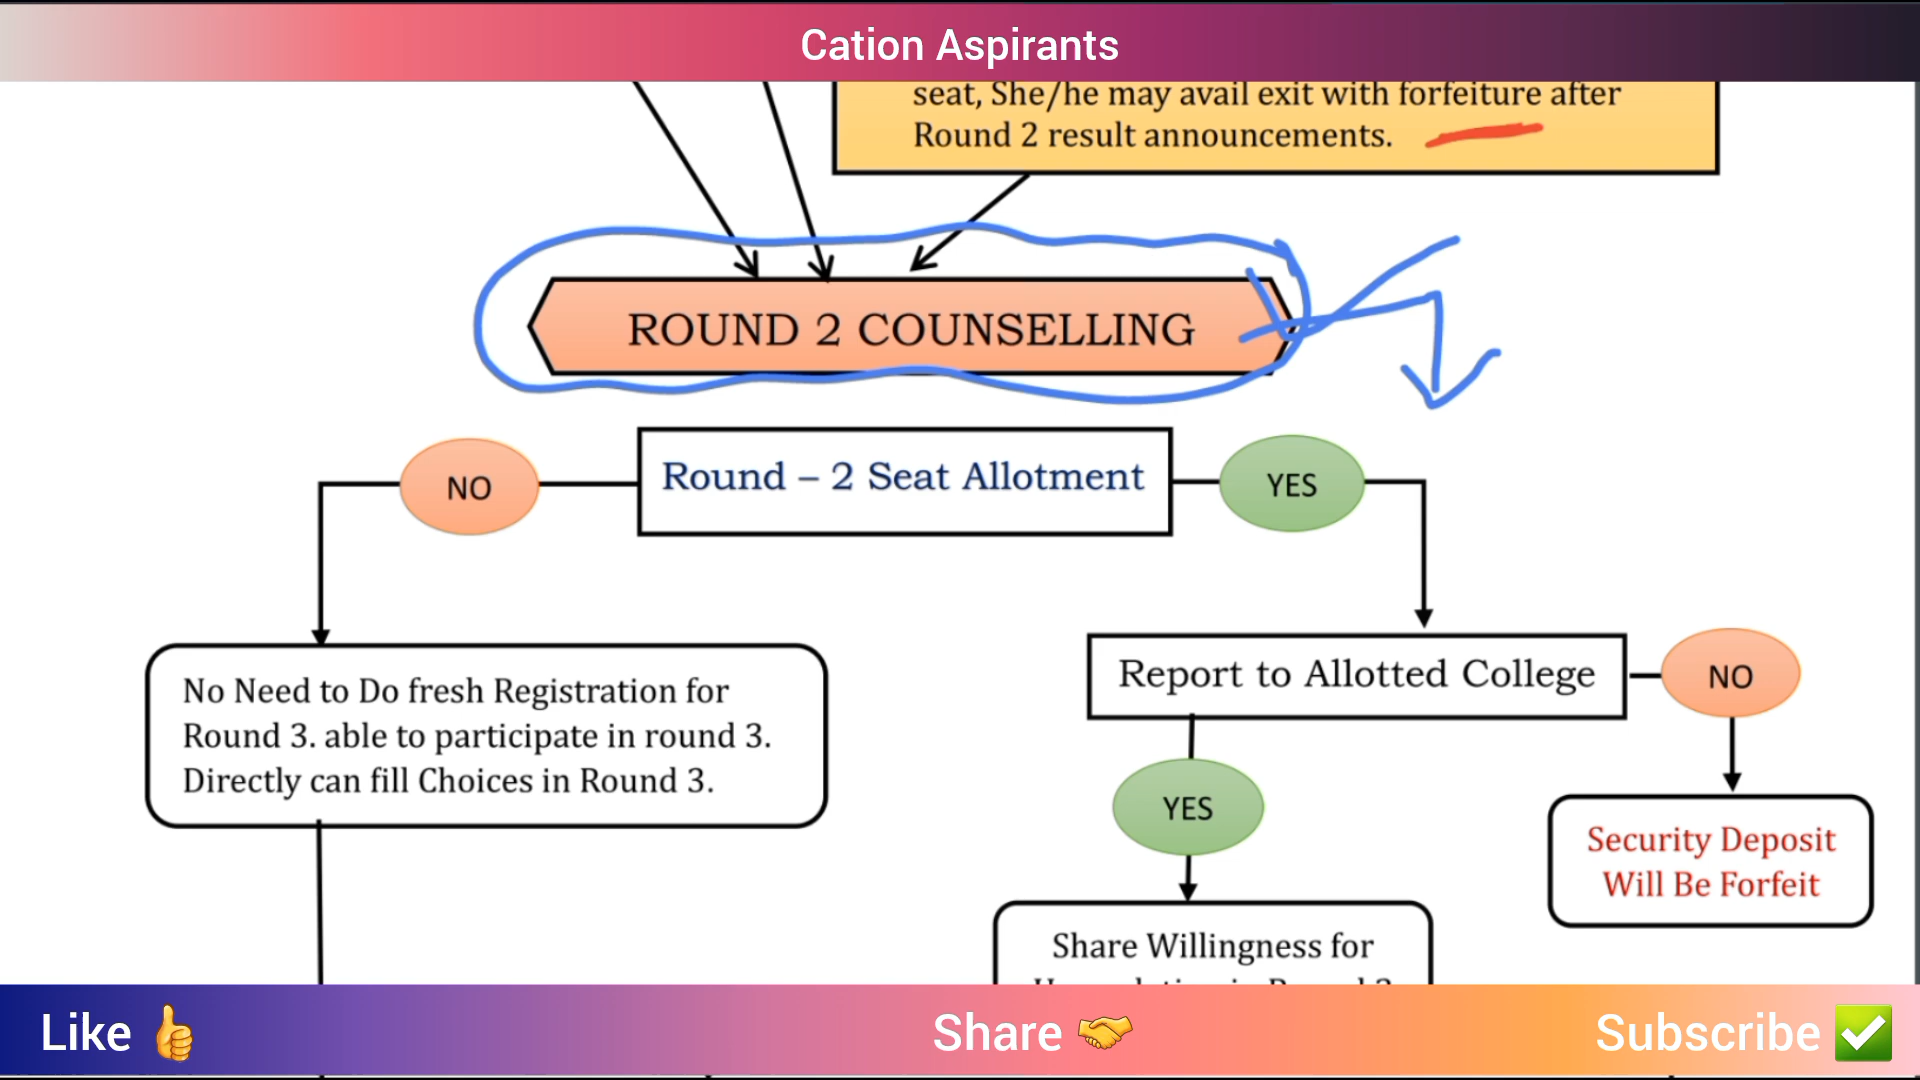 Cation Aspirants
seat, She/he may avail exit with forfeiture after
Round 2 result announcements.
ROUND 2 COUNSELLING
NO
Round – 2 Seat Allotment
YES
No Need to Do fresh Registration for
Round 3. able to participate in round 3.
Directly can fill Choices in Round 3.
Report to Allotted College
NO
YES
Security Deposit
Will Be Forfeit
Share Willingness for
Like 👍
Share 🤝
Subscribe ✅